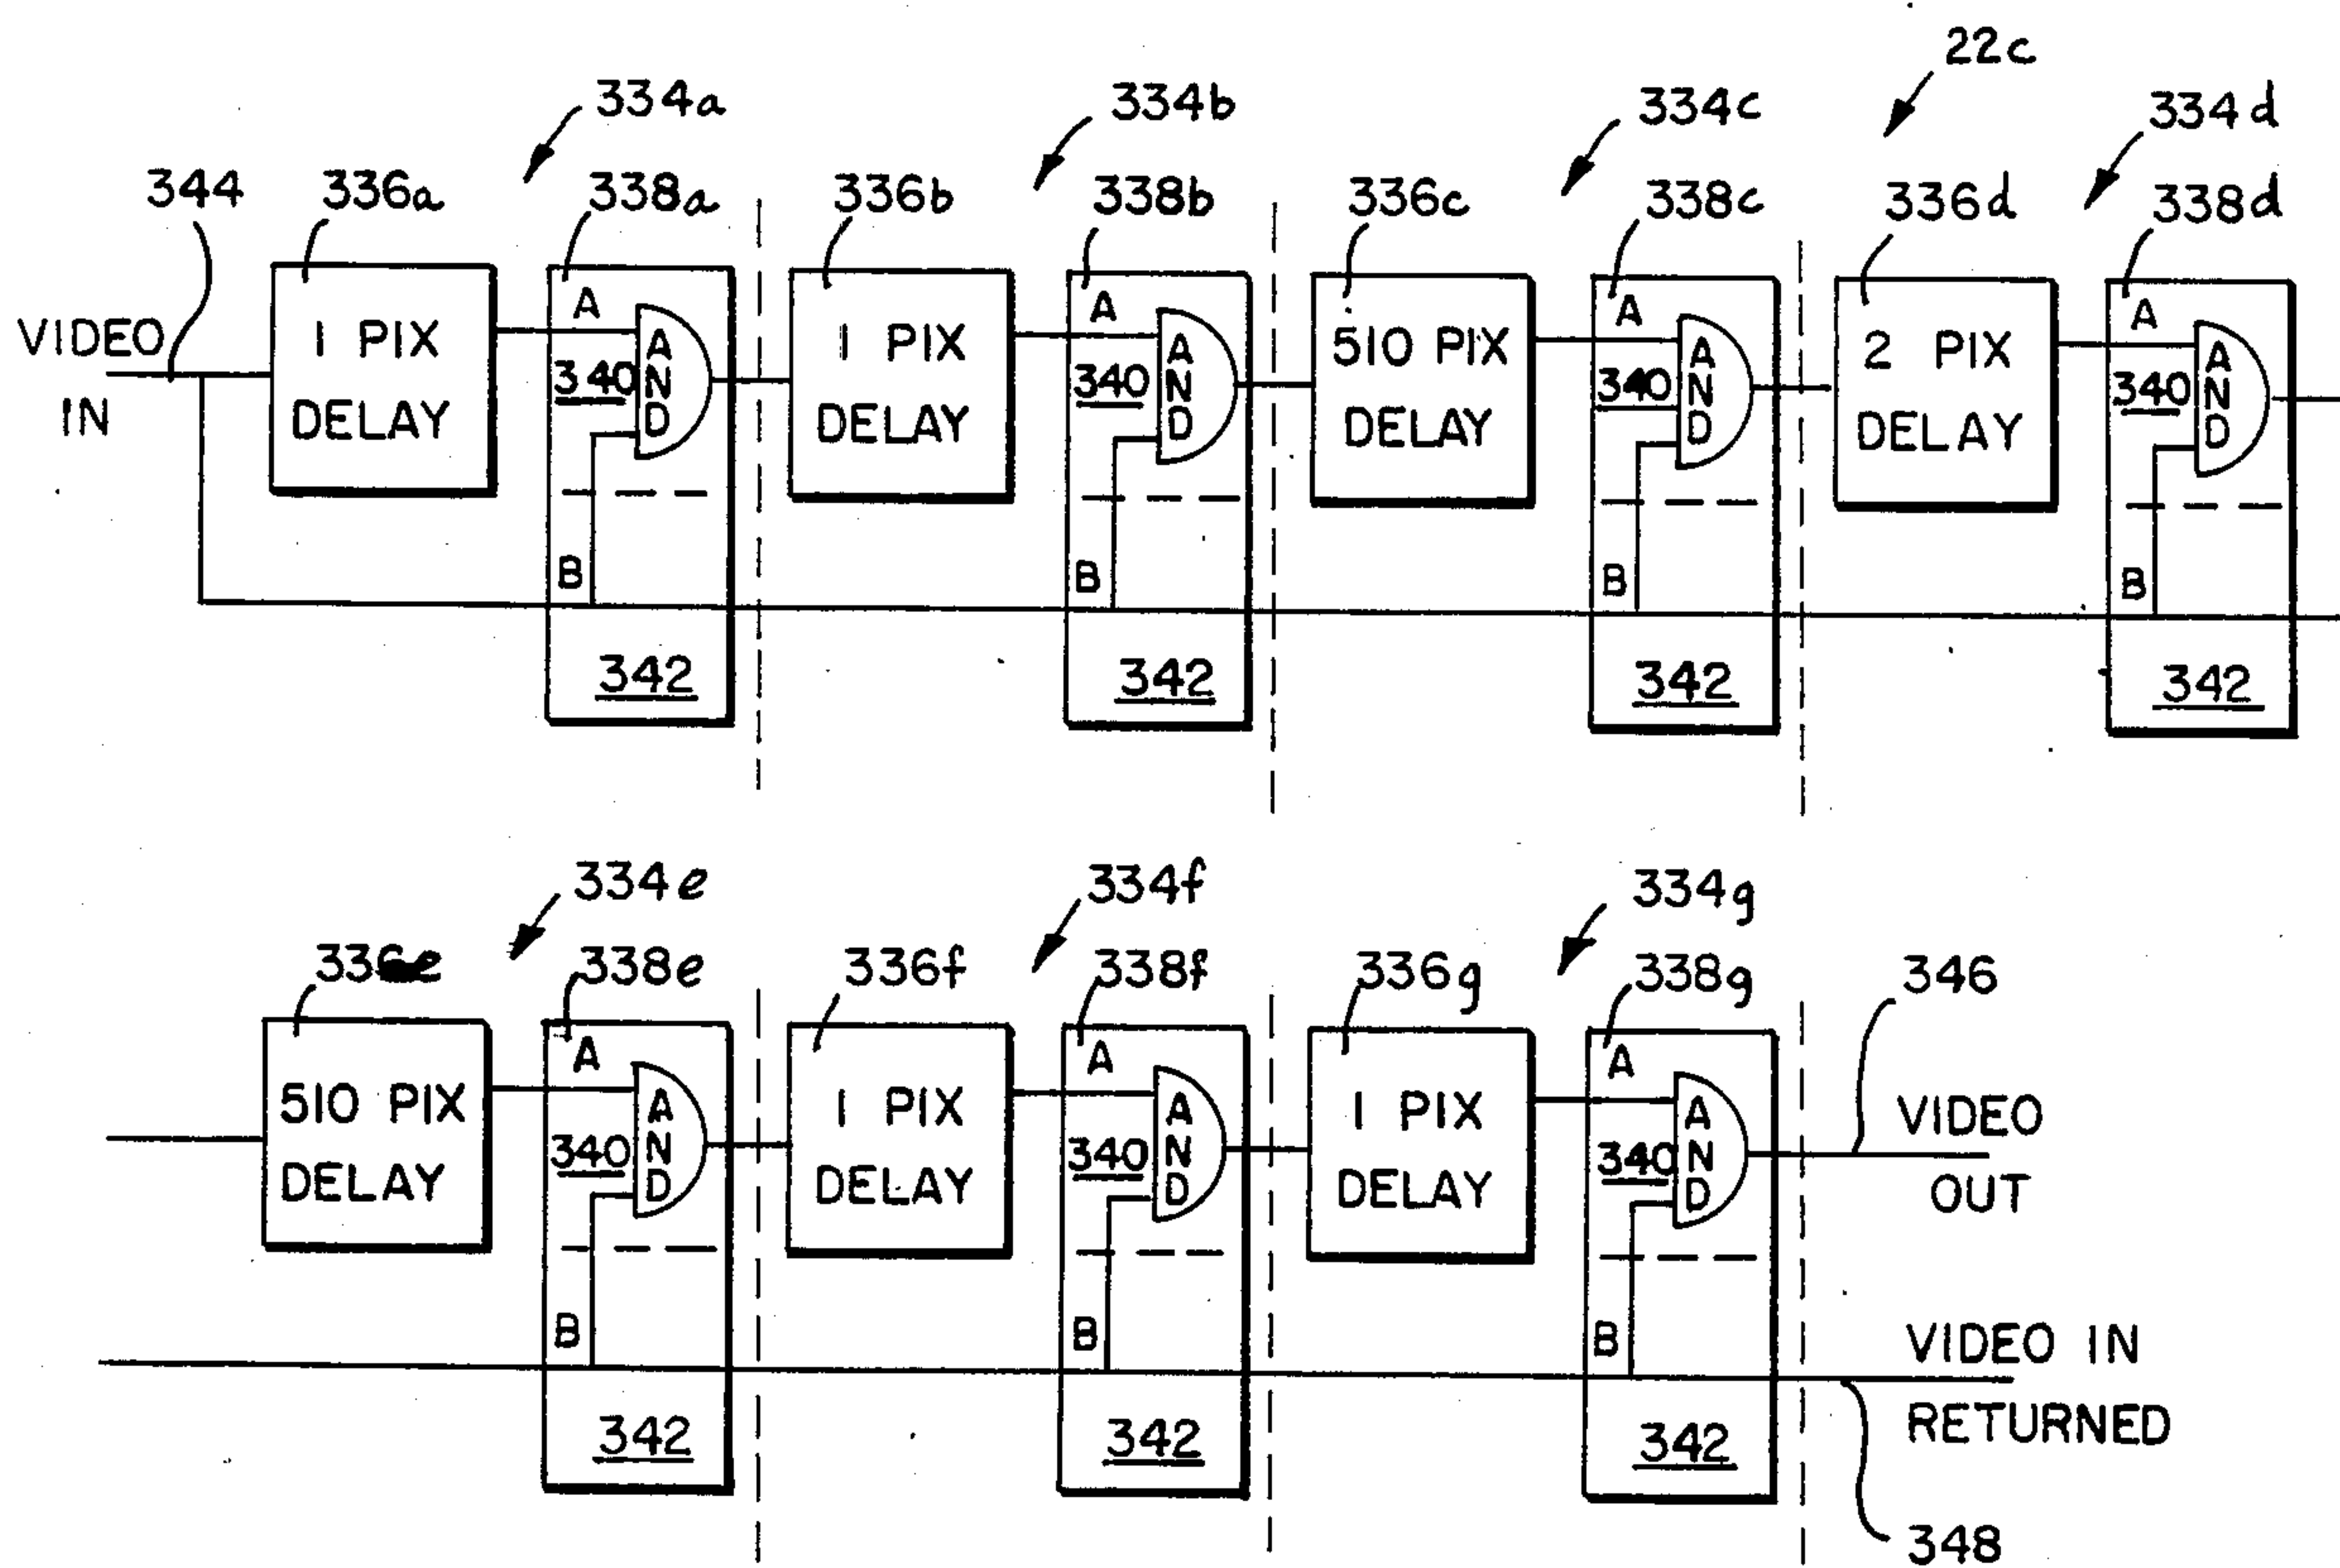 22c
334a
334b
334c
334d
344
336a
338a
336b
338b
336c
338c
336d
338d
VIDEO
IN
1 PIX
DELAY
A
340
AND
B
342
1 PIX
DELAY
A
340
AND
B
342
510 PIX
DELAY
A
340
AND
B
342
2 PIX
DELAY
A
340
AND
B
342
334e
334f
334g
336e
338e
336f
338f
336g
338g
346
510 PIX
DELAY
A
340
AND
B
342
1 PIX
DELAY
A
340
AND
B
342
1 PIX
DELAY
A
340
AND
B
342
VIDEO
OUT
VIDEO IN
RETURNED
348